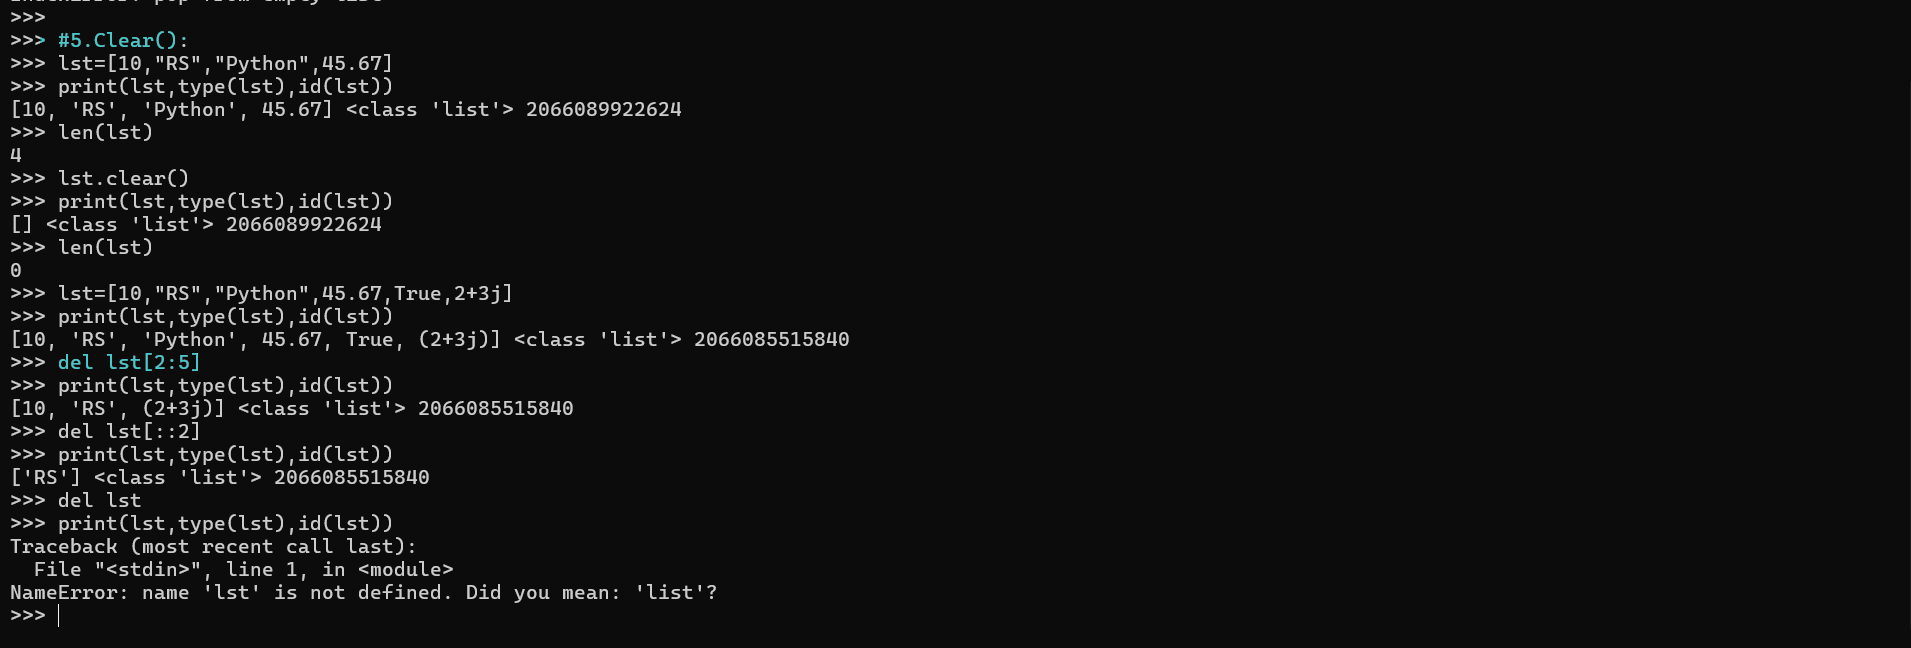 >>>
>>> #5.Clear():
>>> lst=[10,"RS","Python",45.67]
>>> print(lst,type(lst),id(lst))
[10, 'RS', 'Python', 45.67] <class 'list'> 2066089922624
>>> len(lst)
4
>>> lst.clear()
>>> print(lst,type(lst),id(lst))
[] <class 'list'> 2066089922624
>>> len(lst)
0
>>> lst=[10,"RS","Python",45.67,True,2+3j]
>>> print(lst,type(lst),id(lst))
[10, 'RS', 'Python', 45.67, True, (2+3j)] <class 'list'> 2066085515840
>>> del lst[2:5]
>>> print(lst,type(lst),id(lst))
[10, 'RS', (2+3j)] <class 'list'> 2066085515840
>>> del lst[::2]
>>> print(lst,type(lst),id(lst))
['RS'] <class 'list'> 2066085515840
>>> del lst
>>> print(lst,type(lst),id(lst))
Traceback (most recent call last):
  File "<stdin>", line 1, in <module>
NameError: name 'lst' is not defined. Did you mean: 'list'?
>>>